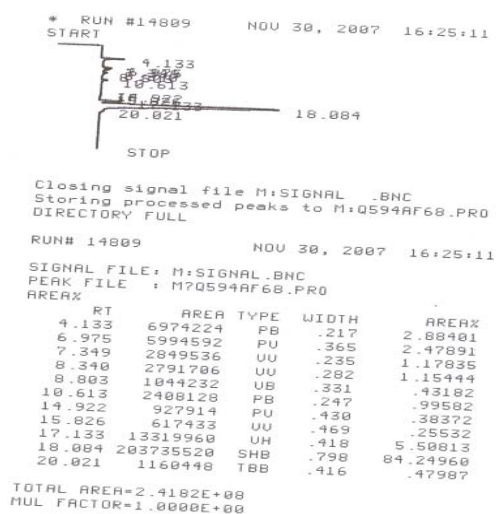 * RUN #14809 NOV 30, 2007 16:25:11
START
4.133
10.613
14.922
18.084
20.021
STOP
Closing signal file M:SIGNAL .BNC
Storing processed peaks to M:Q594AF68.PRO
DIRECTORY FULL
RUN# 14809 NOV 30, 2007 16:25:11
SIGNAL FILE: M:SIGNAL.BNC
PEAK FILE : M?Q594AF68.PRO
AREA%
RT AREA TYPE WIDTH AREA%
4.133 6974224 PB .217 2.88401
6.975 5994592 PV .365 2.47891
7.349 2849536 VV .235 1.17835
8.340 2791706 VV .282 1.15444
8.803 1044232 VB .331 .43182
10.613 2408128 PB .247 .99582
14.922 927914 PV .430 .38372
15.826 617433 VV .469 .25532
17.133 13319960 VH .418 5.50813
18.084 203735520 SHB .798 84.24960
20.021 1160448 TBB .416 .47987
TOTAL AREA=2.4182E+08
MUL FACTOR=1.0000E+00